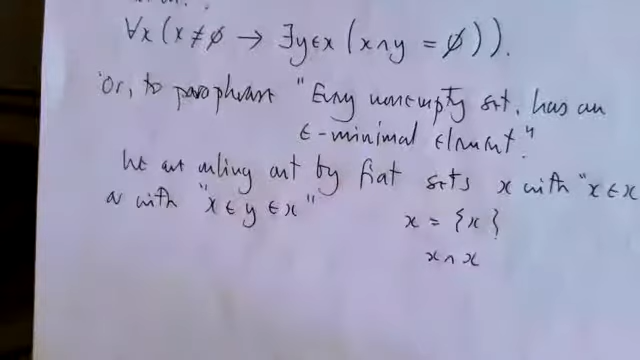 ∀x (x ≠ ∅ → ∃y∈x (x∩y = ∅)).
Or, to paraphrase "Every nonempty set, has an
∈-minimal element."
We are ruling out by fiat sets x with "x ∈ x
or with "x ∈ y ∈ x"
x = {x}
x ∩ x